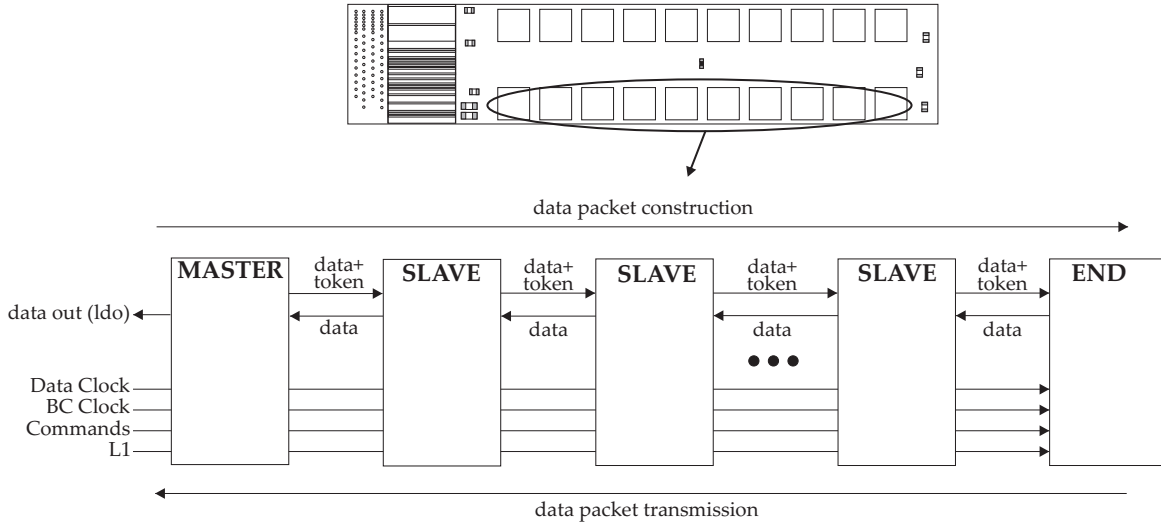 data packet construction
MASTER
data+
token
SLAVE
data+
token
SLAVE
data+
token
SLAVE
data+
token
END
data out (ldo)
data
data
data
data
Data Clock
BC Clock
Commands
L1
data packet transmission